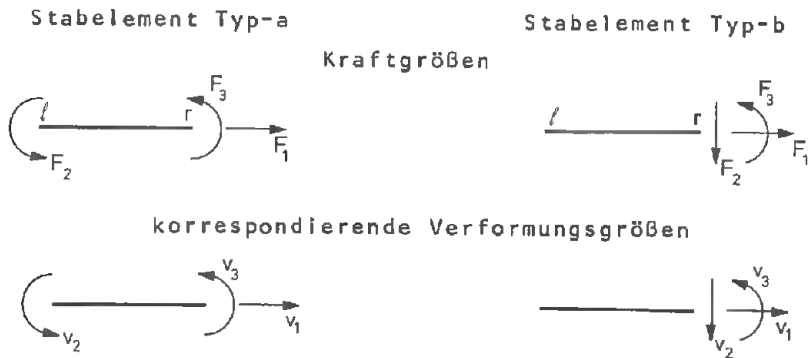 Stabelement Typ-a
Stabelement Typ-b
Kraftgrößen
l r F₃ F₁ F₂
l r F₃ F₁ F₂
korrespondierende Verformungsgrößen
v₃ v₁ v₂
v₃ v₁ v₂